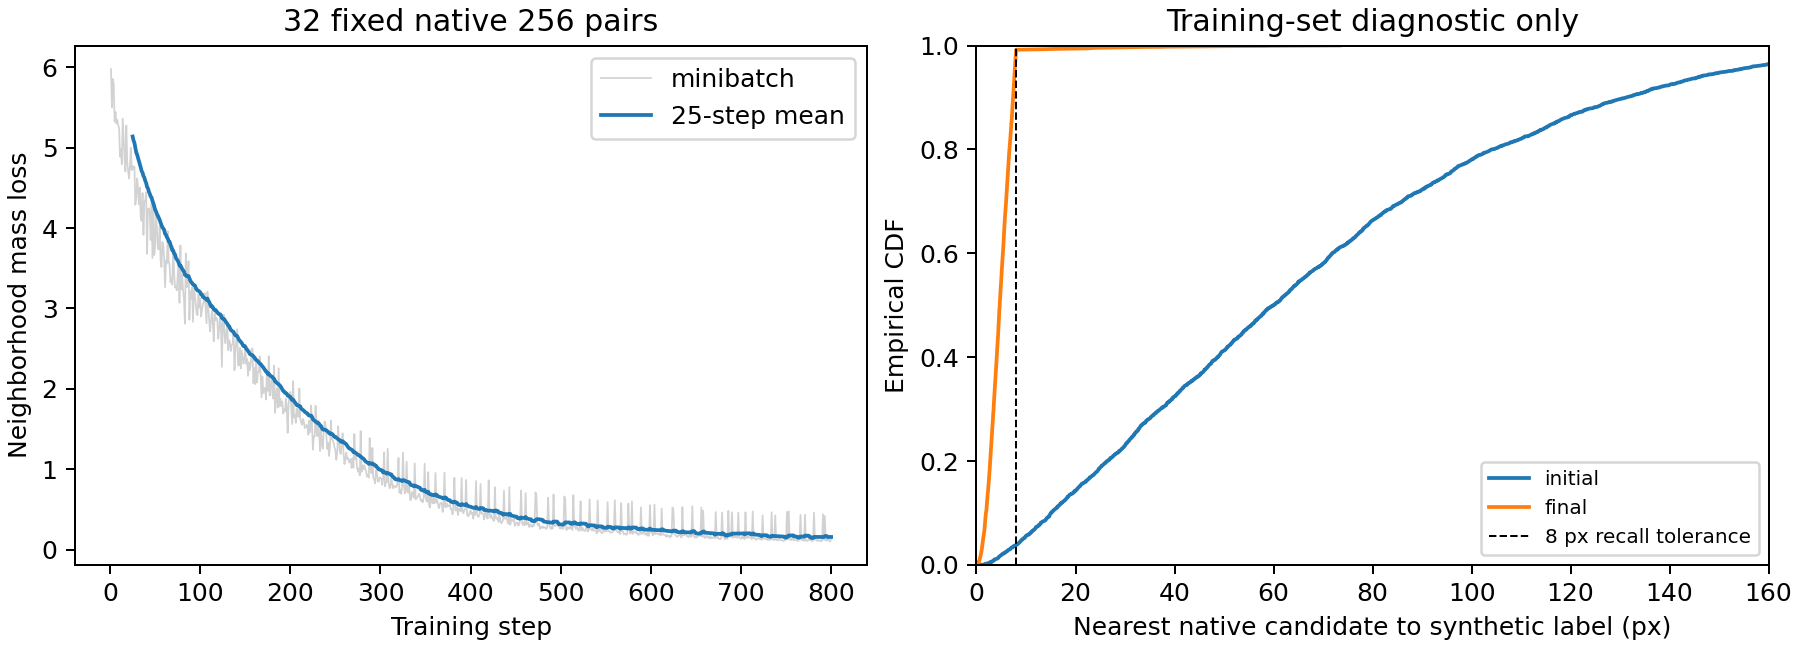 32 fixed native 256 pairs
Neighborhood mass loss
6
5
4
3
2
1
0
minibatch
25-step mean
0 100 200 300 400 500 600 700 800
Training step
Training-set diagnostic only
Empirical CDF
1.0
0.8
0.6
0.4
0.2
0.0
initial
final
8 px recall tolerance
0 20 40 60 80 100 120 140 160
Nearest native candidate to synthetic label (px)